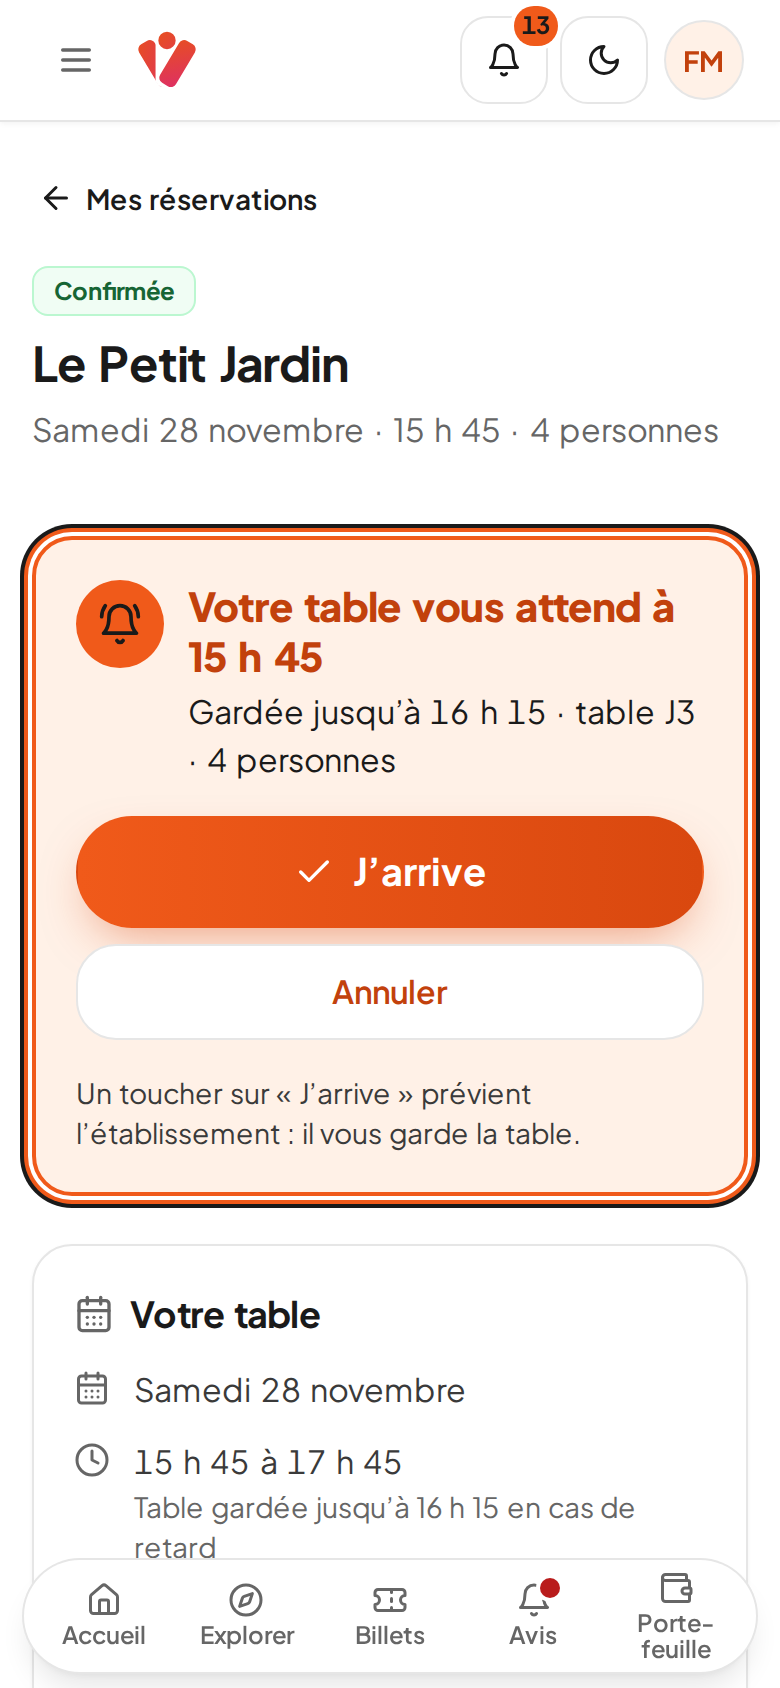 13
FM
Mes réservations
Confirmée
Le Petit Jardin
Samedi 28 novembre · 15 h 45 · 4 personnes
Votre table vous attend à
15 h 45
Gardée jusqu’à 16 h 15 · table J3
· 4 personnes
J’arrive
Annuler
Un toucher sur « J’arrive » prévient
l’établissement : il vous garde la table.
Votre table
Samedi 28 novembre
15 h 45 à 17 h 45
Table gardée jusqu’à 16 h 15 en cas de
retard
Accueil
Explorer
Billets
Avis
Porte-
feuille